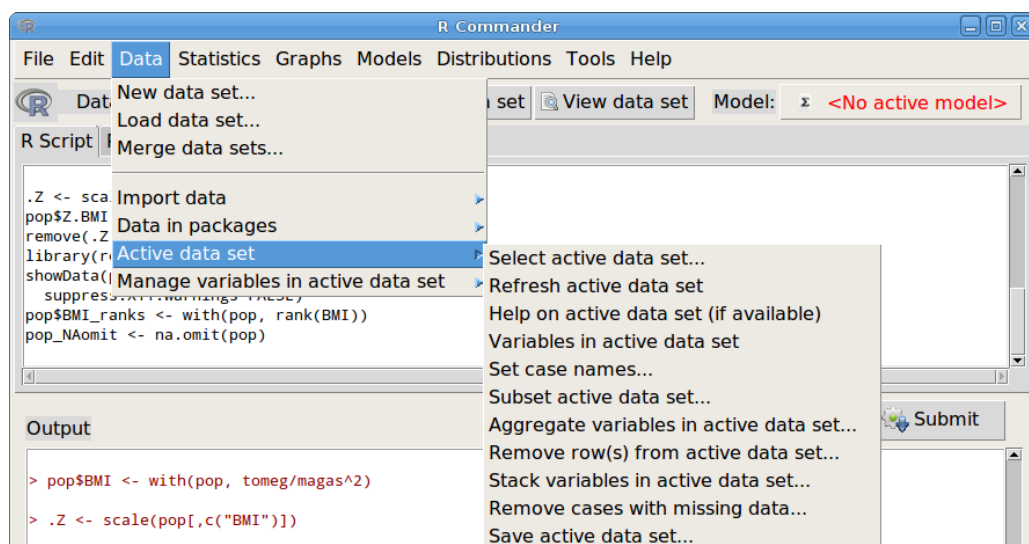 R Commander
File Edit Data Statistics Graphs Models Distributions Tools Help
Data set View data set Model: Σ <No active model>
R Script
New data set...
Load data set...
Merge data sets...
Import data
Data in packages
Active data set
Manage variables in active data set
.Z <- sca
pop$Z.BMI
remove(.Z
library(re
showData(p
pop$BMI_ranks <- with(pop, rank(BMI))
pop_NAomit <- na.omit(pop)
Select active data set...
Refresh active data set
Help on active data set (if available)
Variables in active data set
Set case names...
Subset active data set...
Aggregate variables in active data set...
Remove row(s) from active data set...
Stack variables in active data set...
Remove cases with missing data...
Save active data set...
Submit
Output
> pop$BMI <- with(pop, tomeg/magas^2)
> .Z <- scale(pop[,c("BMI")])